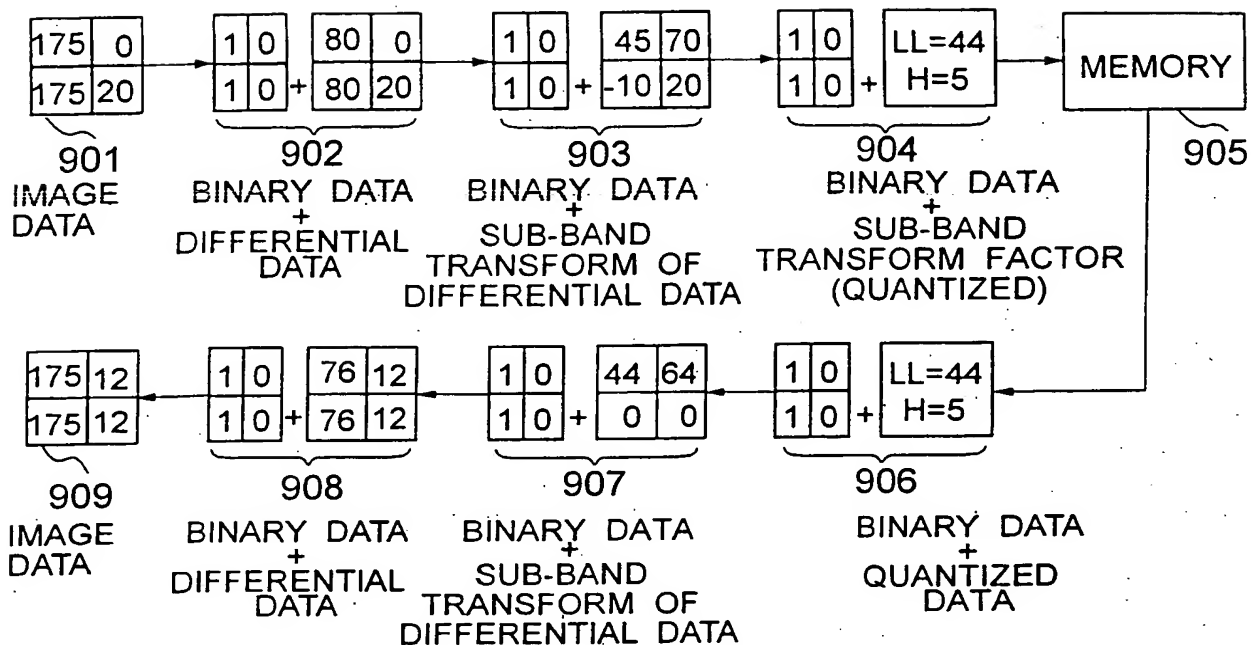 175 0 1 0 80 0 1 0 45 70 1 0 LL=44 MEMORY
175 20 1 0 + 80 20 1 0 + -10 20 1 0 + H=5
901 902 903 904 905
IMAGE DATA
BINARY DATA
+
DIFFERENTIAL DATA
BINARY DATA
+
SUB-BAND
TRANSFORM OF
DIFFERENTIAL DATA
BINARY DATA
+
SUB-BAND
TRANSFORM FACTOR
(QUANTIZED)
175 12 1 0 76 12 1 0 44 64 1 0 LL=44
175 12 1 0 + 76 12 1 0 + 0 0 1 0 + H=5
909 908 907 906
IMAGE
DATA
BINARY DATA
+
DIFFERENTIAL
DATA
BINARY DATA
+
SUB-BAND
TRANSFORM OF
DIFFERENTIAL DATA
BINARY DATA
+
QUANTIZED
DATA